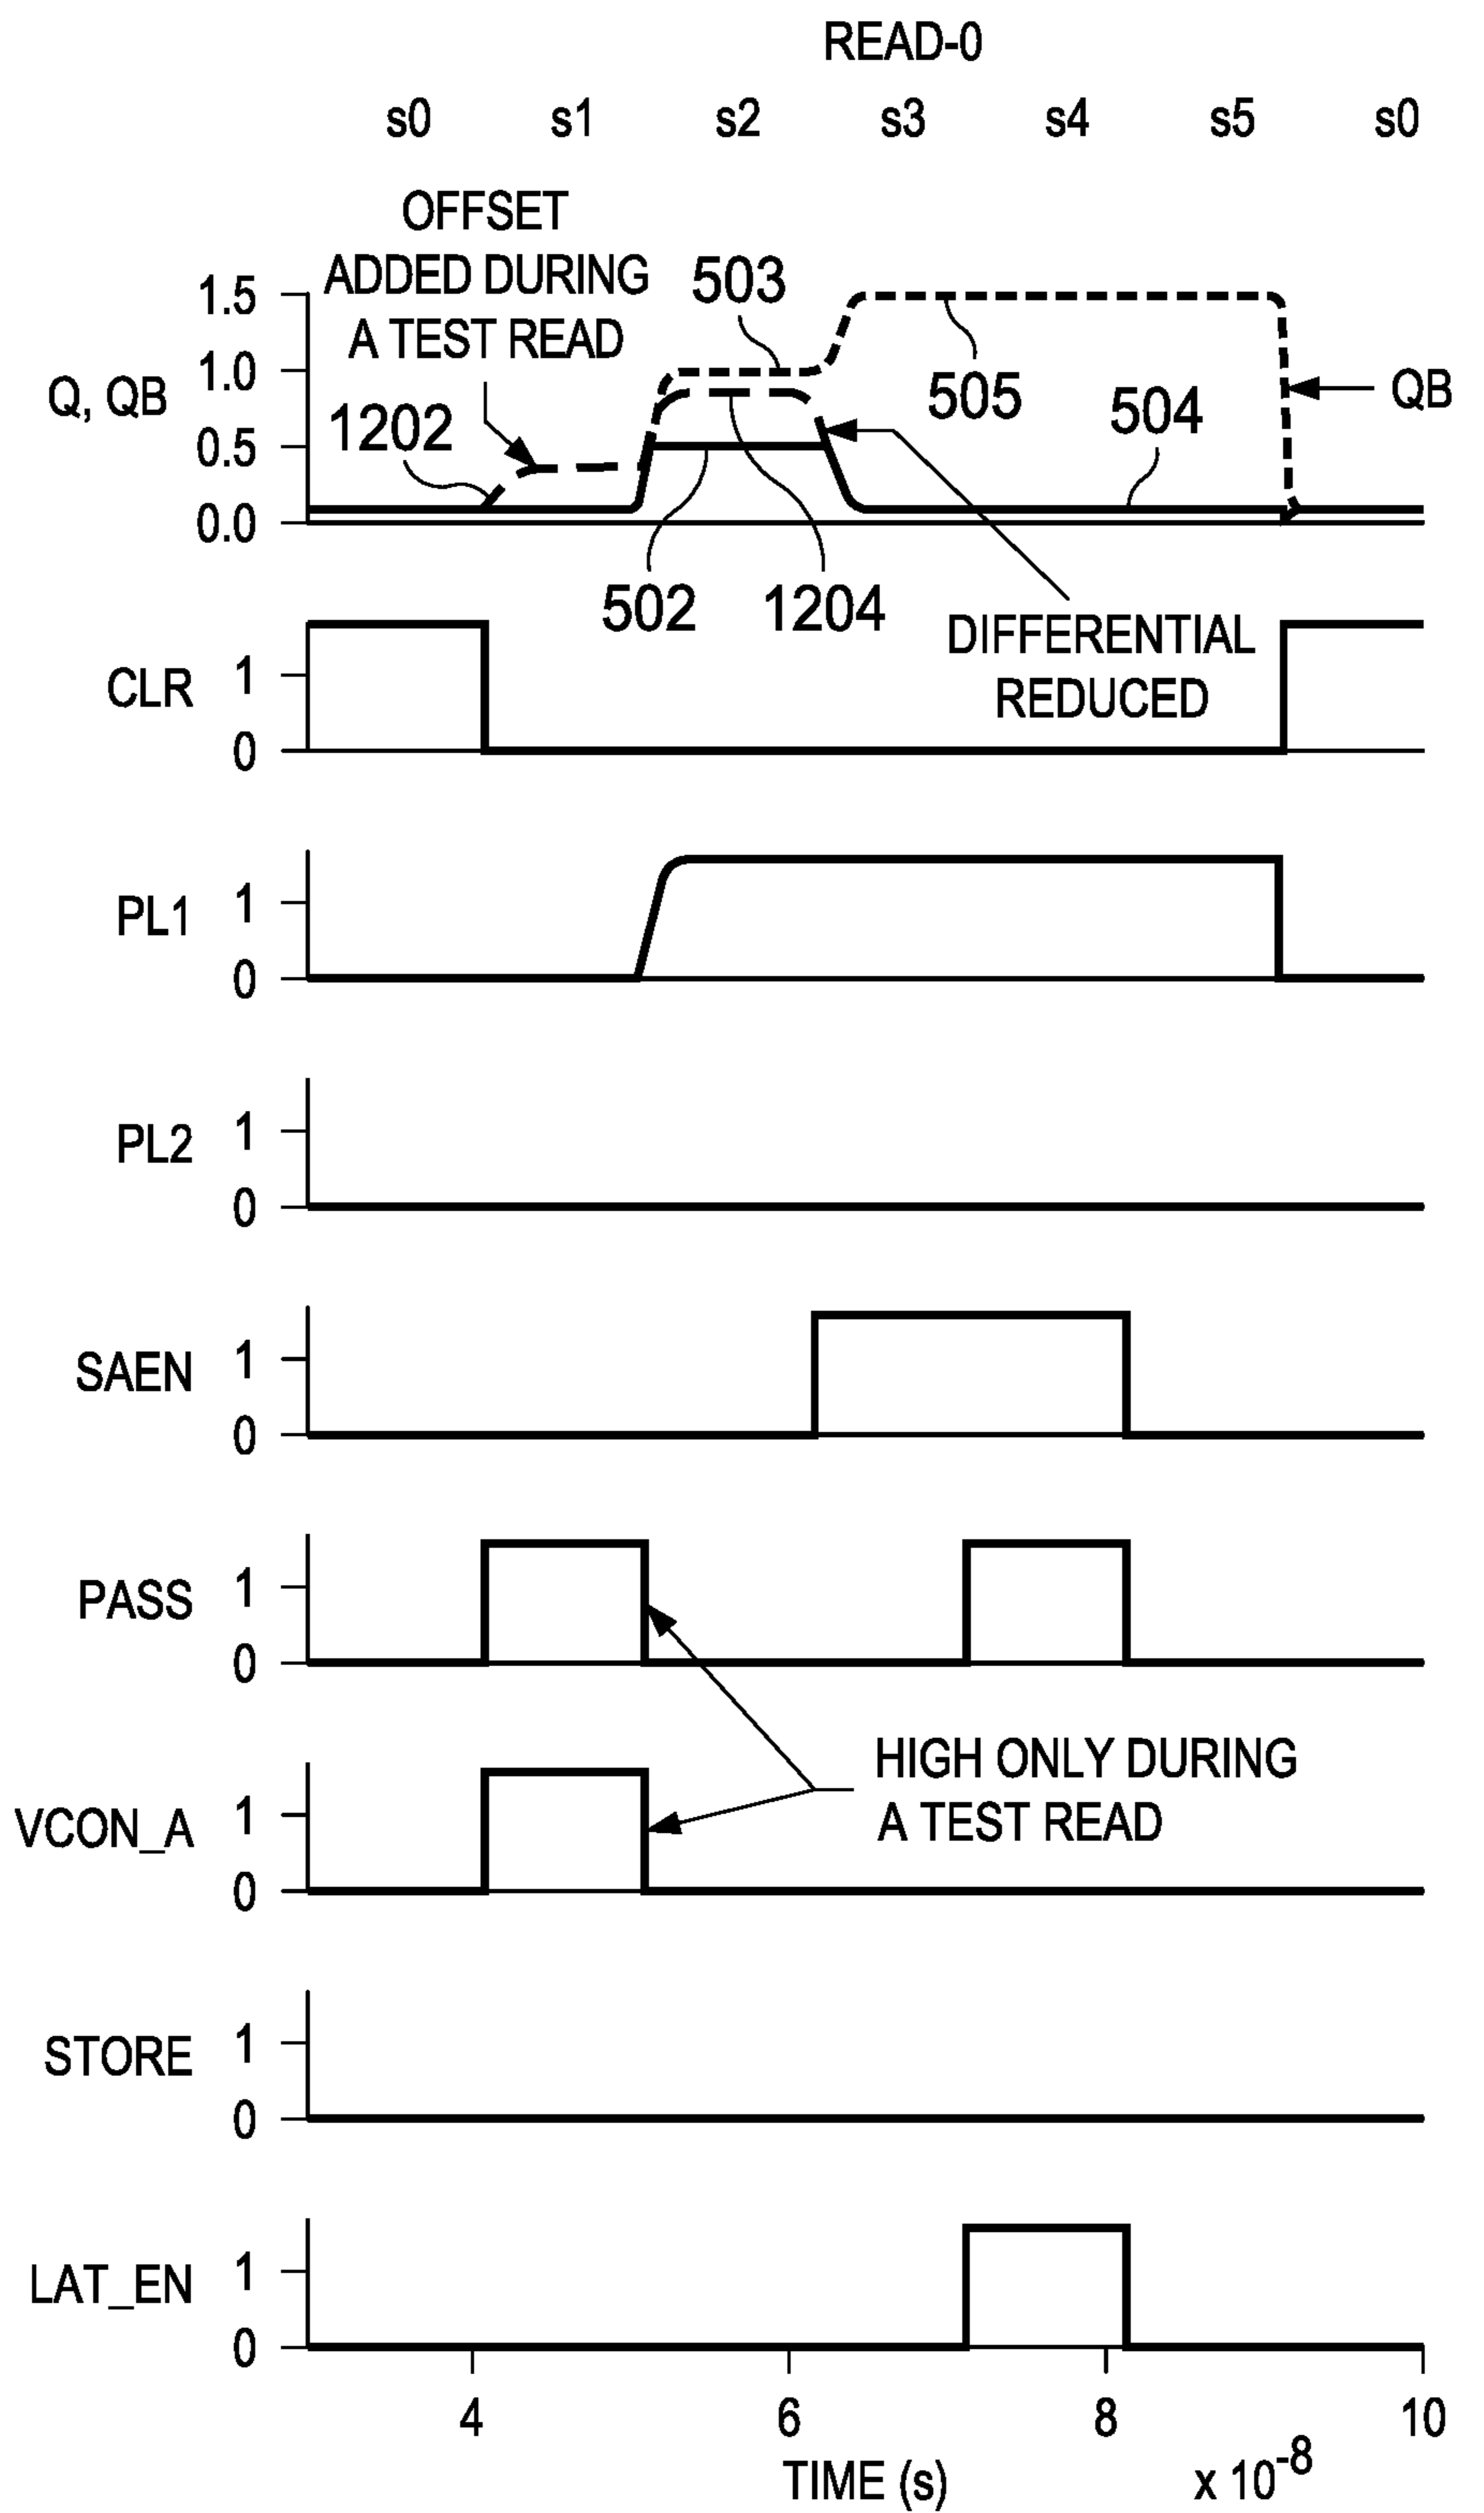 READ-0
s0 s1 s2 s3 s4 s5 s0
OFFSET
ADDED DURING
A TEST READ
503
1.5
1.0
Q, QB
0.5
0.0
1202
505
504
QB
502
1204
DIFFERENTIAL
REDUCED
CLR
1
0
PL1
1
0
PL2
1
0
SAEN
1
0
PASS
1
0
HIGH ONLY DURING
A TEST READ
VCON_A
1
0
STORE
1
0
LAT_EN
1
0
4 6 8 10
TIME (s)
x 10-8